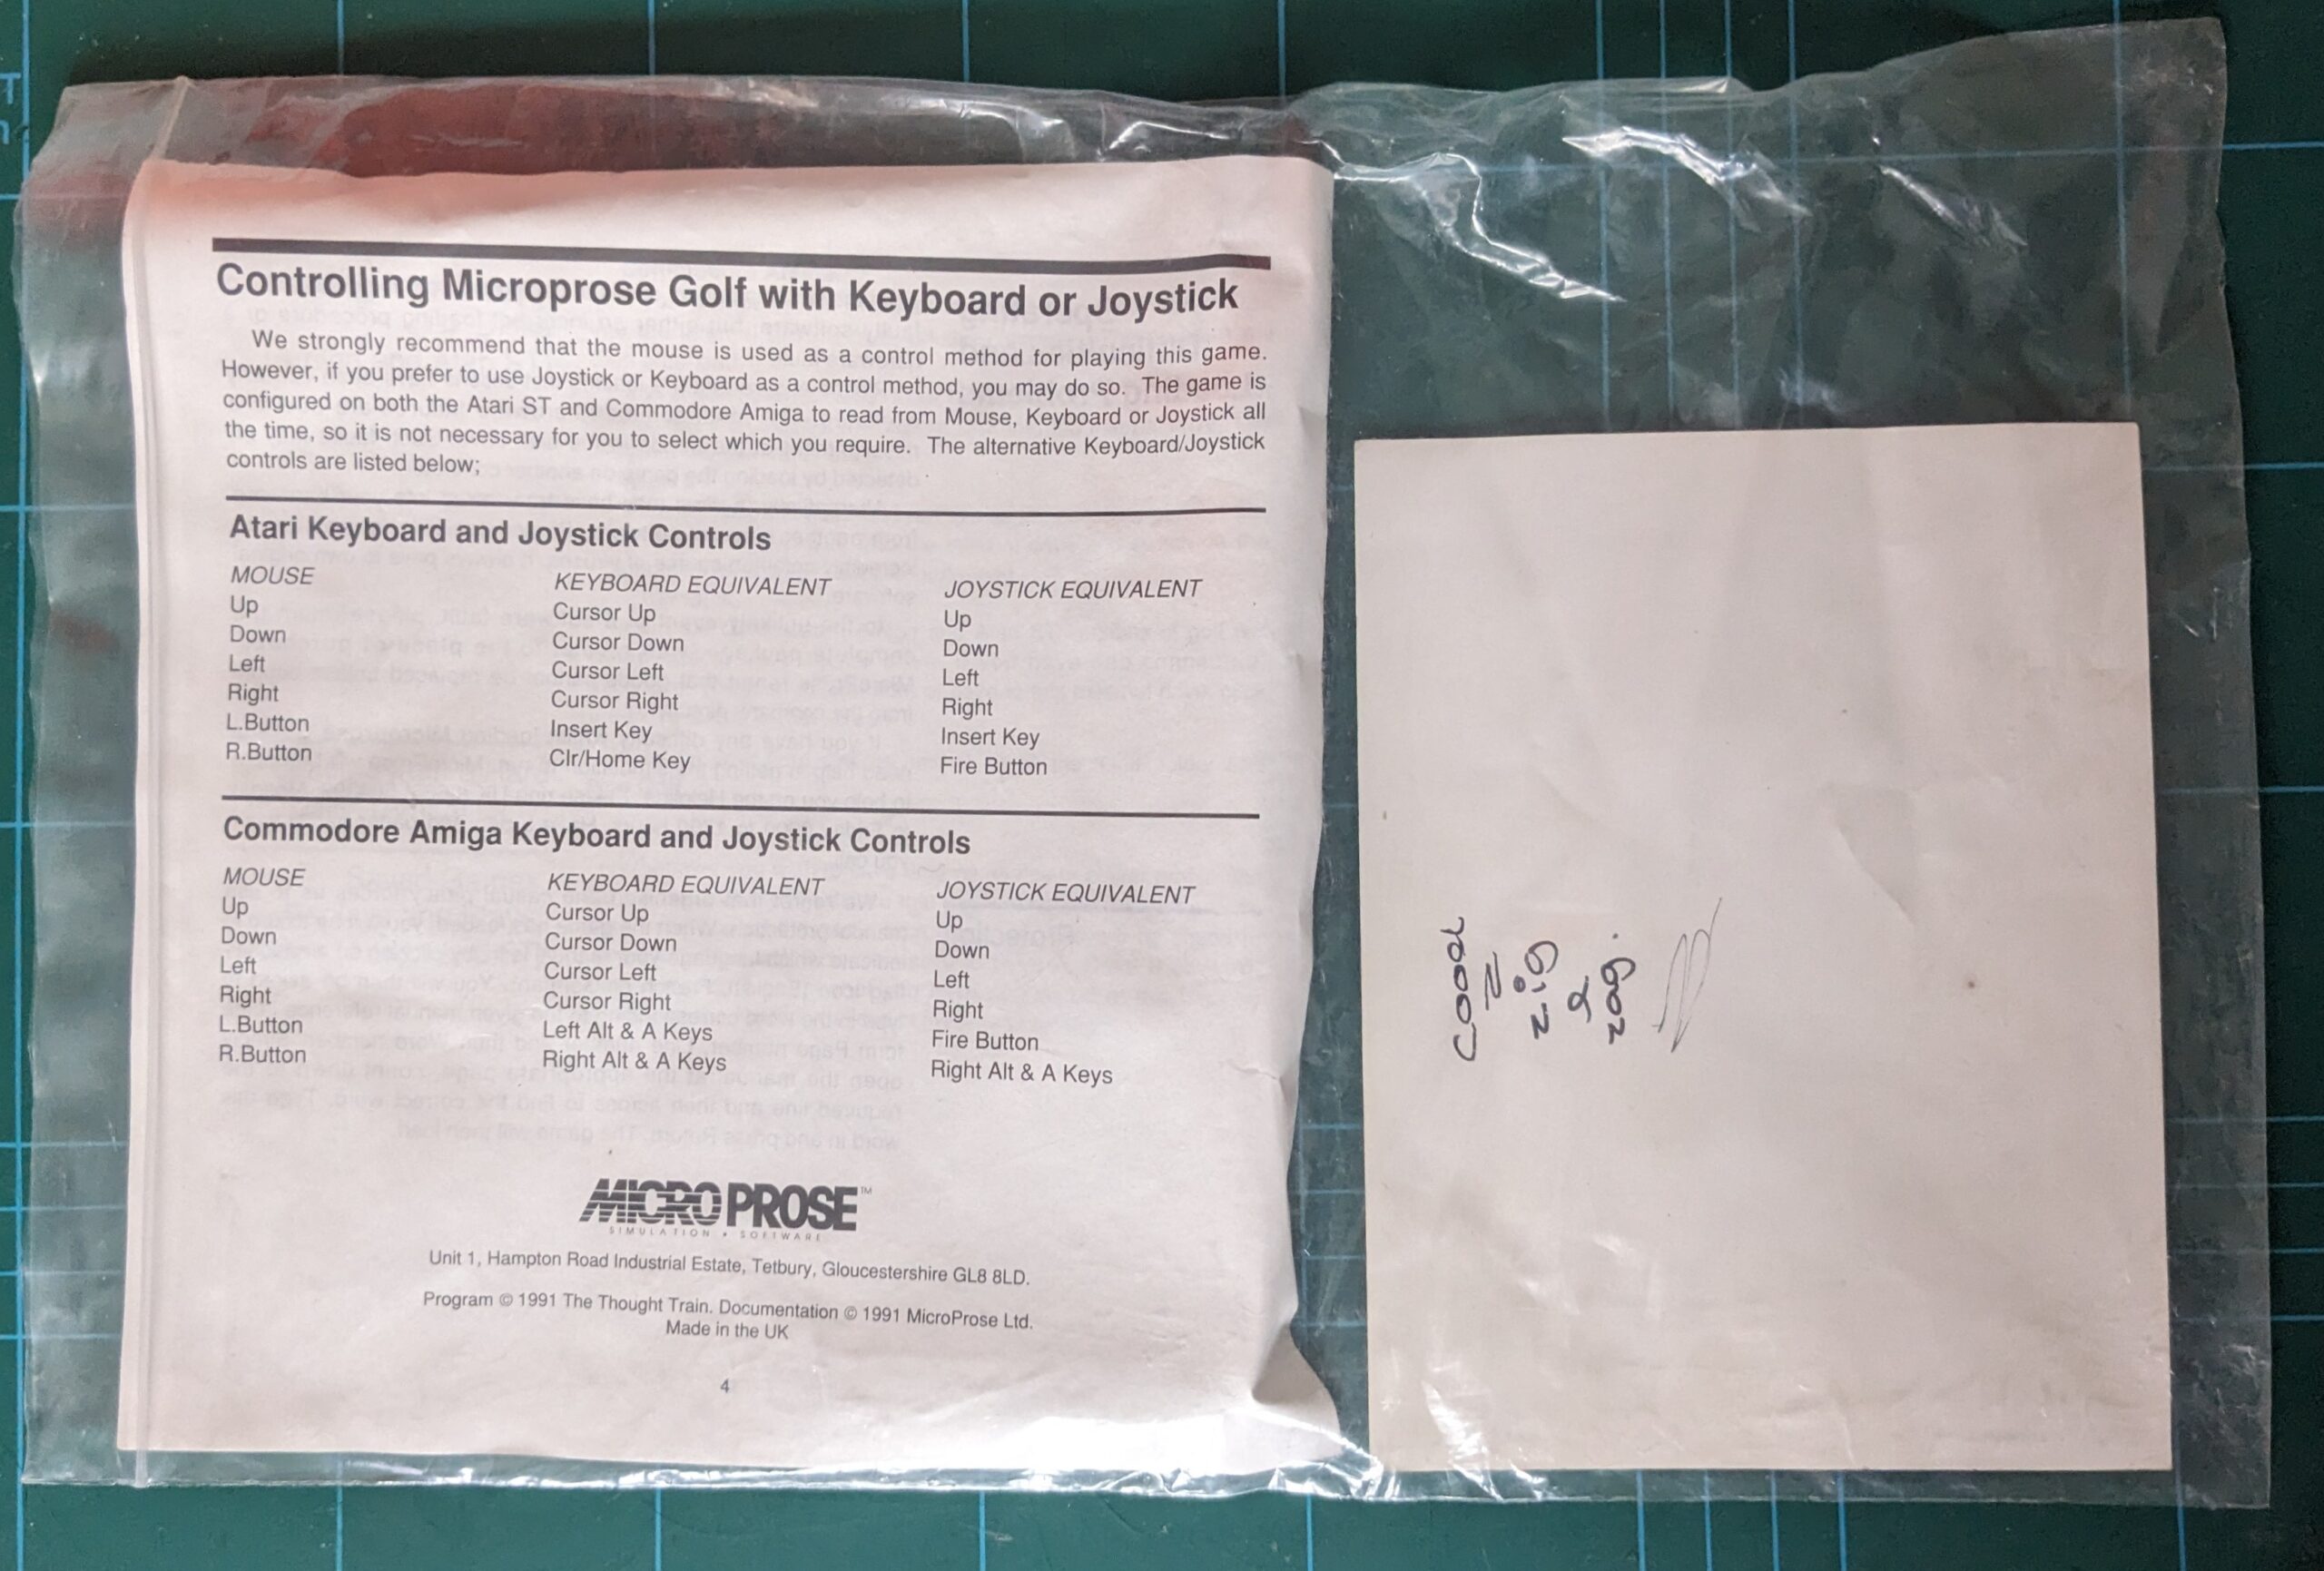 Controlling Microprose Golf with Keyboard or Joystick
We strongly recommend that the mouse is used as a control method for playing this game.
However, if you prefer to use Joystick or Keyboard as a control method, you may do so. The game is
configured on both the Atari ST and Commodore Amiga to read from Mouse, Keyboard or Joystick all
the time, so it is not necessary for you to select which you require. The alternative Keyboard/Joystick
controls are listed below;
Atari Keyboard and Joystick Controls
MOUSE KEYBOARD EQUIVALENT JOYSTICK EQUIVALENT
Up Cursor Up Up
Down Cursor Down Down
Left Cursor Left Left
Right Cursor Right Right
L.Button Insert Key Insert Key
R.Button Clr/Home Key Fire Button
Commodore Amiga Keyboard and Joystick Controls
MOUSE KEYBOARD EQUIVALENT JOYSTICK EQUIVALENT
Up Cursor Up Up
Down Cursor Down Down
Left Cursor Left Left
Right Cursor Right Right
L.Button Left Alt & A Keys Fire Button
R.Button Right Alt & A Keys Right Alt & A Keys
MICROPROSE™
SIMULATION • SOFTWARE
Unit 1, Hampton Road Industrial Estate, Tetbury, Gloucestershire GL8 8LD.
Program © 1991 The Thought Train. Documentation © 1991 MicroProse Ltd.
Made in the UK
4
zig
&
zag.